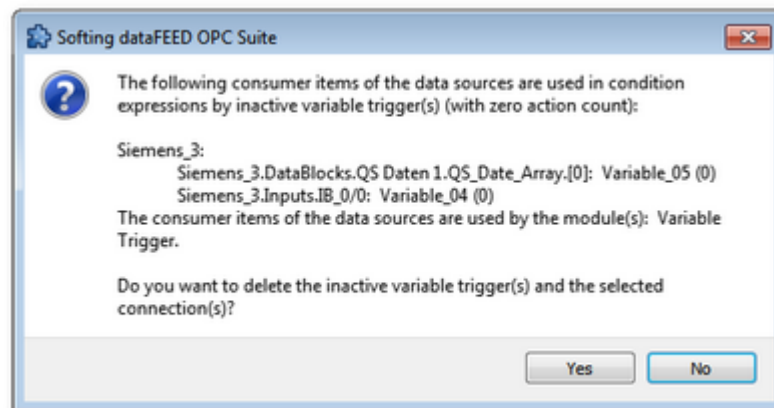 Softing dataFEED OPC Suite
The following consumer items of the data sources are used in condition
expressions by inactive variable trigger(s) (with zero action count):
Siemens_3:
Siemens_3.DataBlocks.QS Daten 1.QS_Date_Array.[0]: Variable_05 (0)
Siemens_3.Inputs.IB_0/0: Variable_04 (0)
The consumer items of the data sources are used by the module(s): Variable
Trigger.
Do you want to delete the inactive variable trigger(s) and the selected
connection(s)?
Yes No